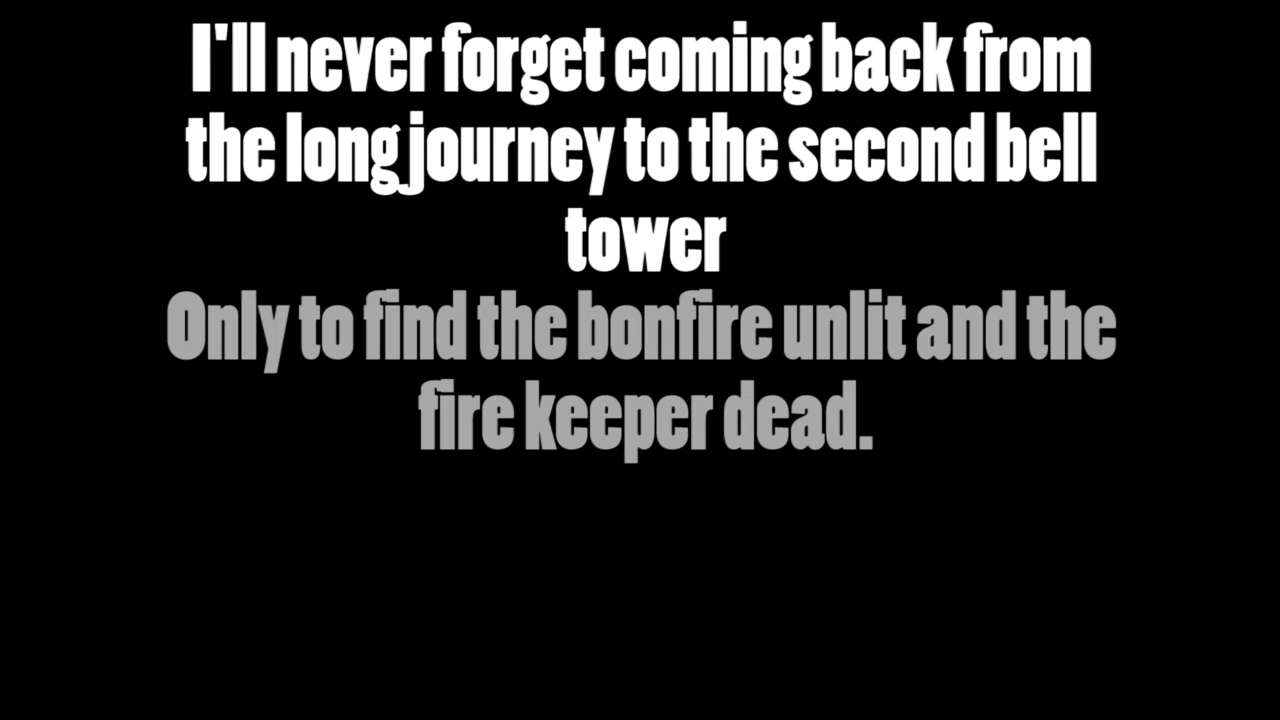 I'll never forget coming back from
the long journey to the second bell
tower
Only to find the bonfire unlit and the
fire keeper dead.